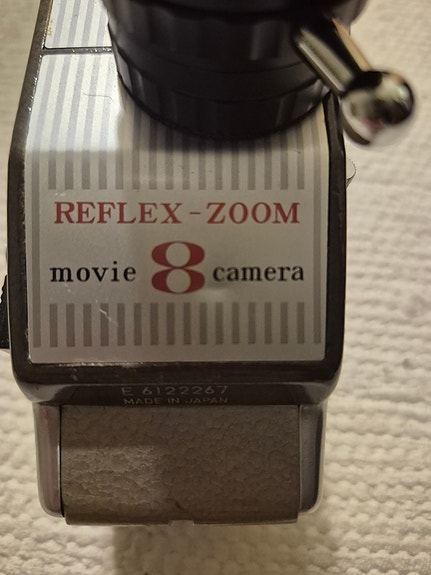 REFLEX-ZOOM
movie 8 camera
E 6122267
MADE IN JAPAN